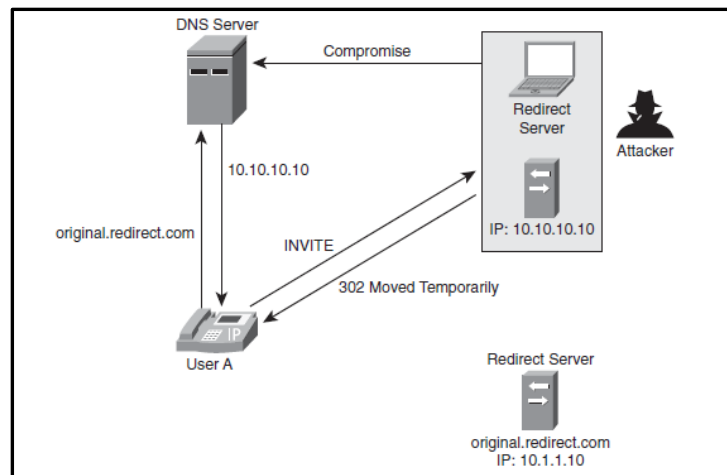 DNS Server
Compromise
Redirect
Server
Attacker
10.10.10.10
IP: 10.10.10.10
original.redirect.com
INVITE
302 Moved Temporarily
IP
User A
Redirect Server
original.redirect.com
IP: 10.1.1.10